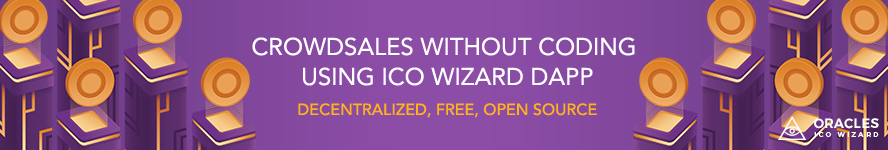 CROWDSALES WITHOUT CODING
USING ICO WIZARD DAPP
DECENTRALIZED, FREE, OPEN SOURCE
ORACLES
ICO WIZARD